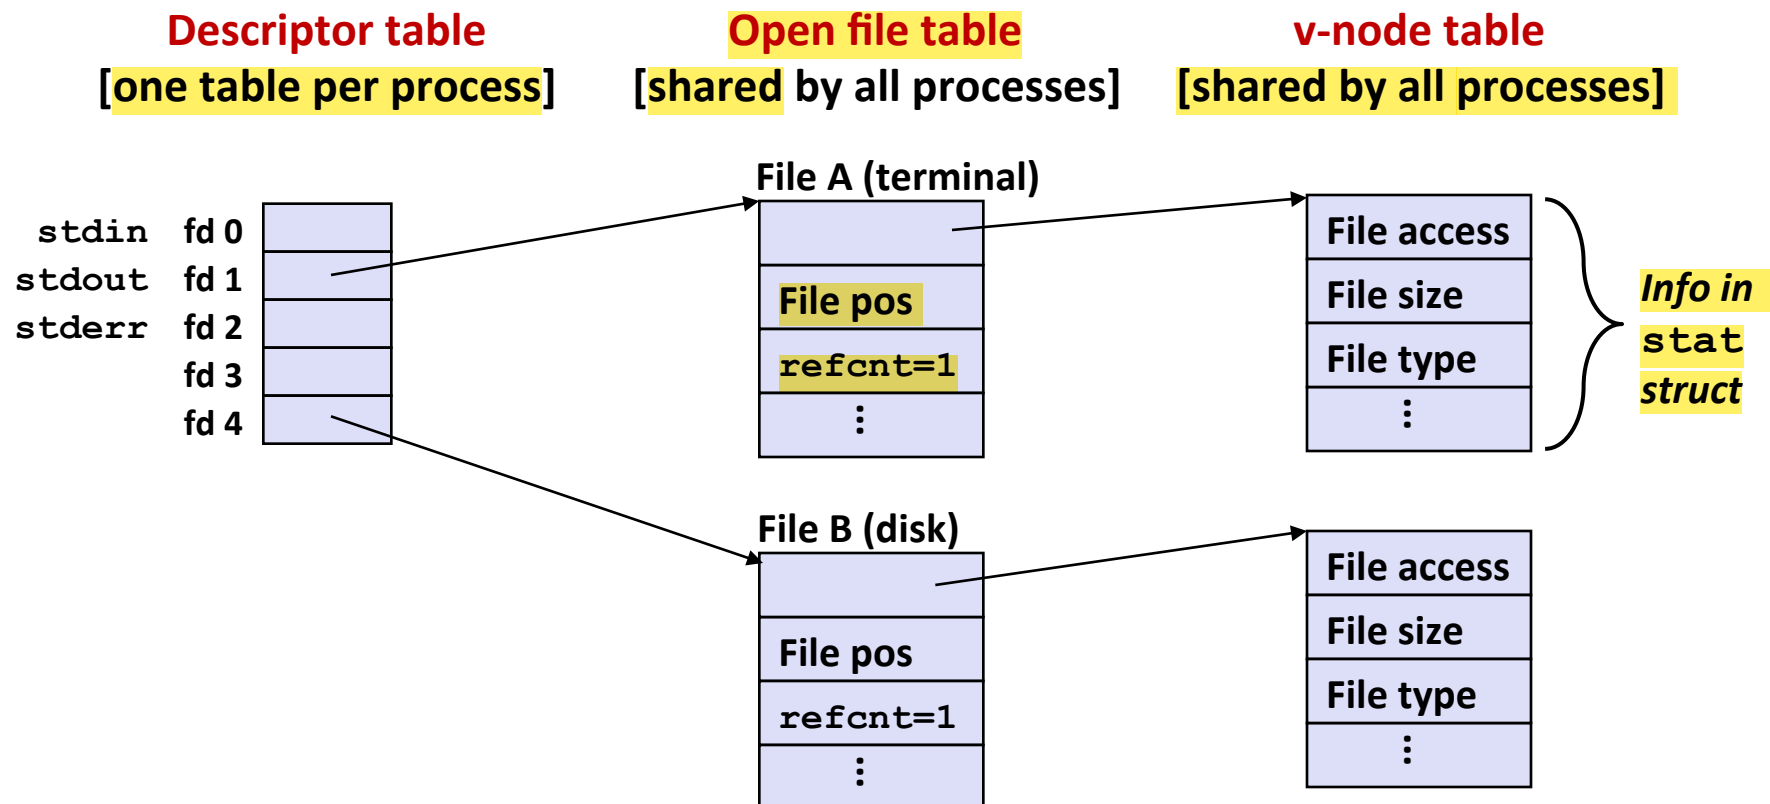 Descriptor table
[one table per process]
Open file table
[shared by all processes]
v-node table
[shared by all processes]
stdin fd 0
stdout fd 1
stderr fd 2
fd 3
fd 4
File A (terminal)
File pos
refcnt=1
⋮
File access
File size
File type
⋮
Info in
stat
struct
File B (disk)
File pos
refcnt=1
⋮
File access
File size
File type
⋮